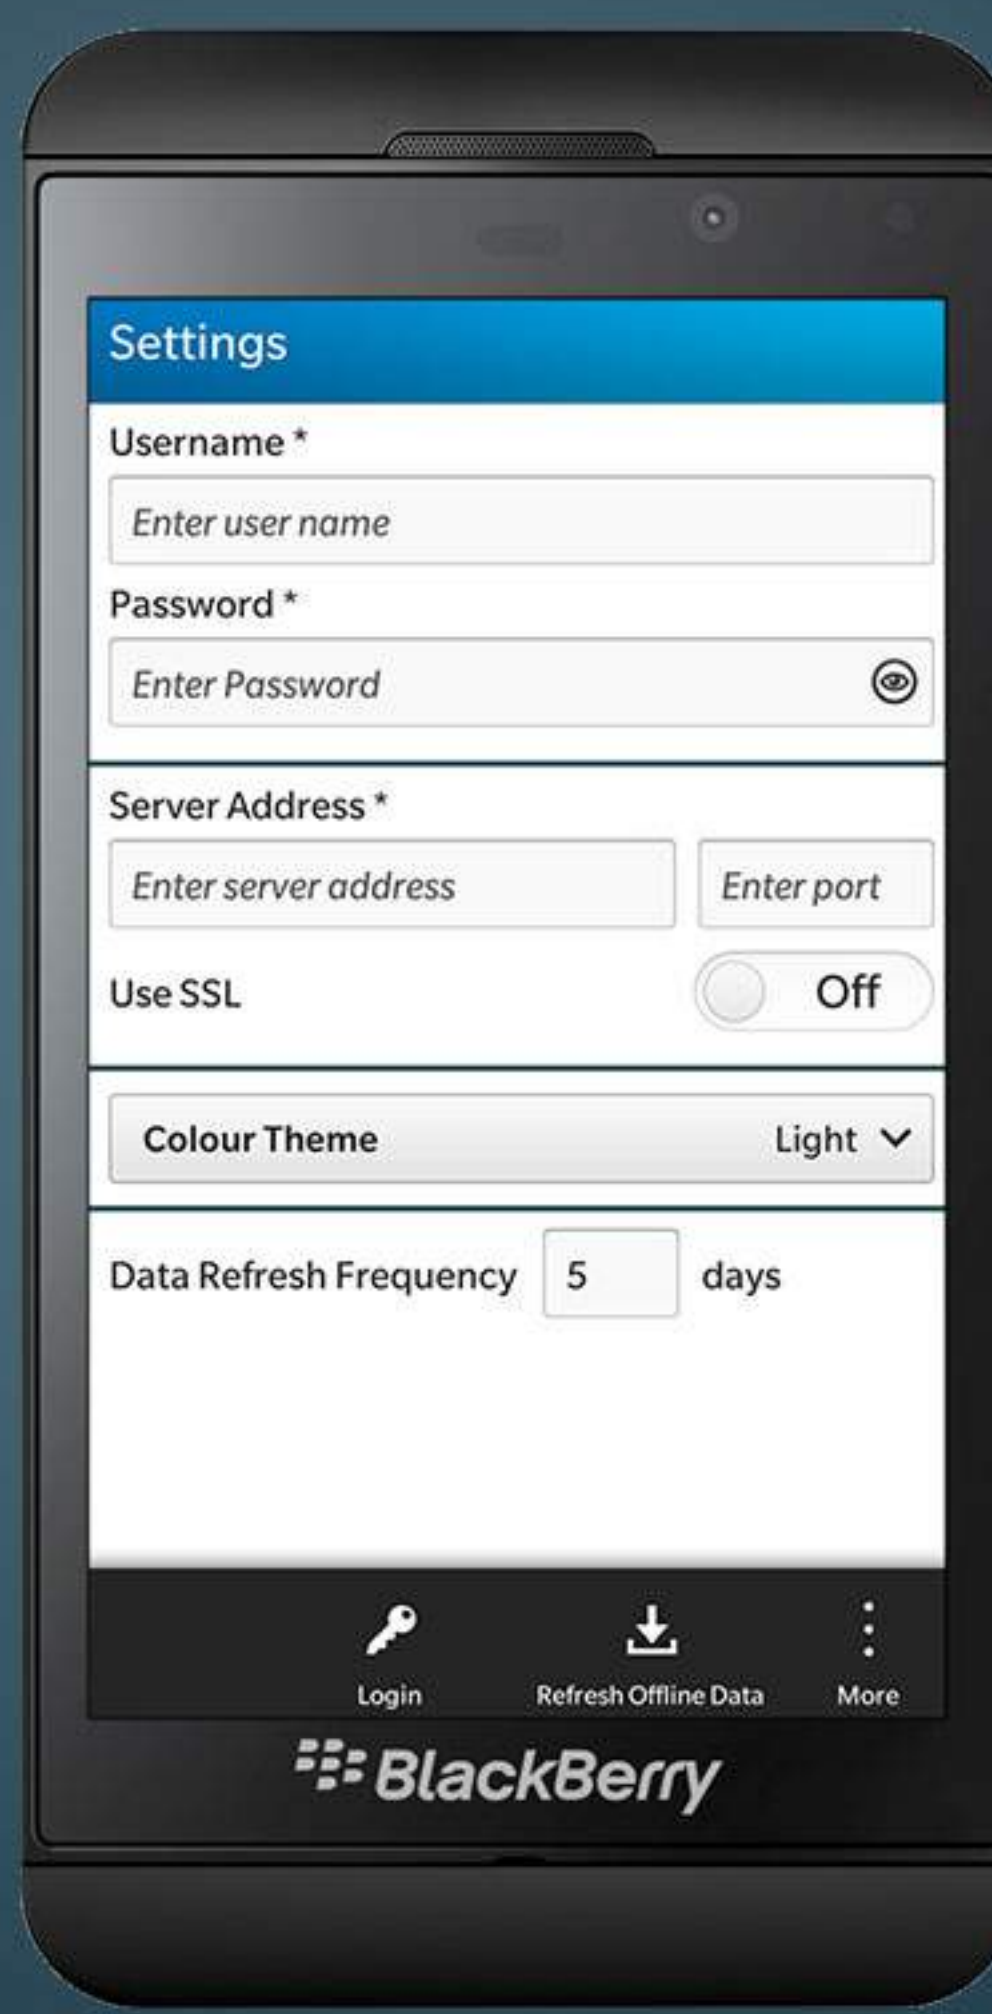 Settings
Username *
Enter user name
Password *
Enter Password
Server Address *
Enter server address Enter port
Use SSL Off
Colour Theme Light
Data Refresh Frequency 5 days
Login Refresh Offline Data More
BlackBerry